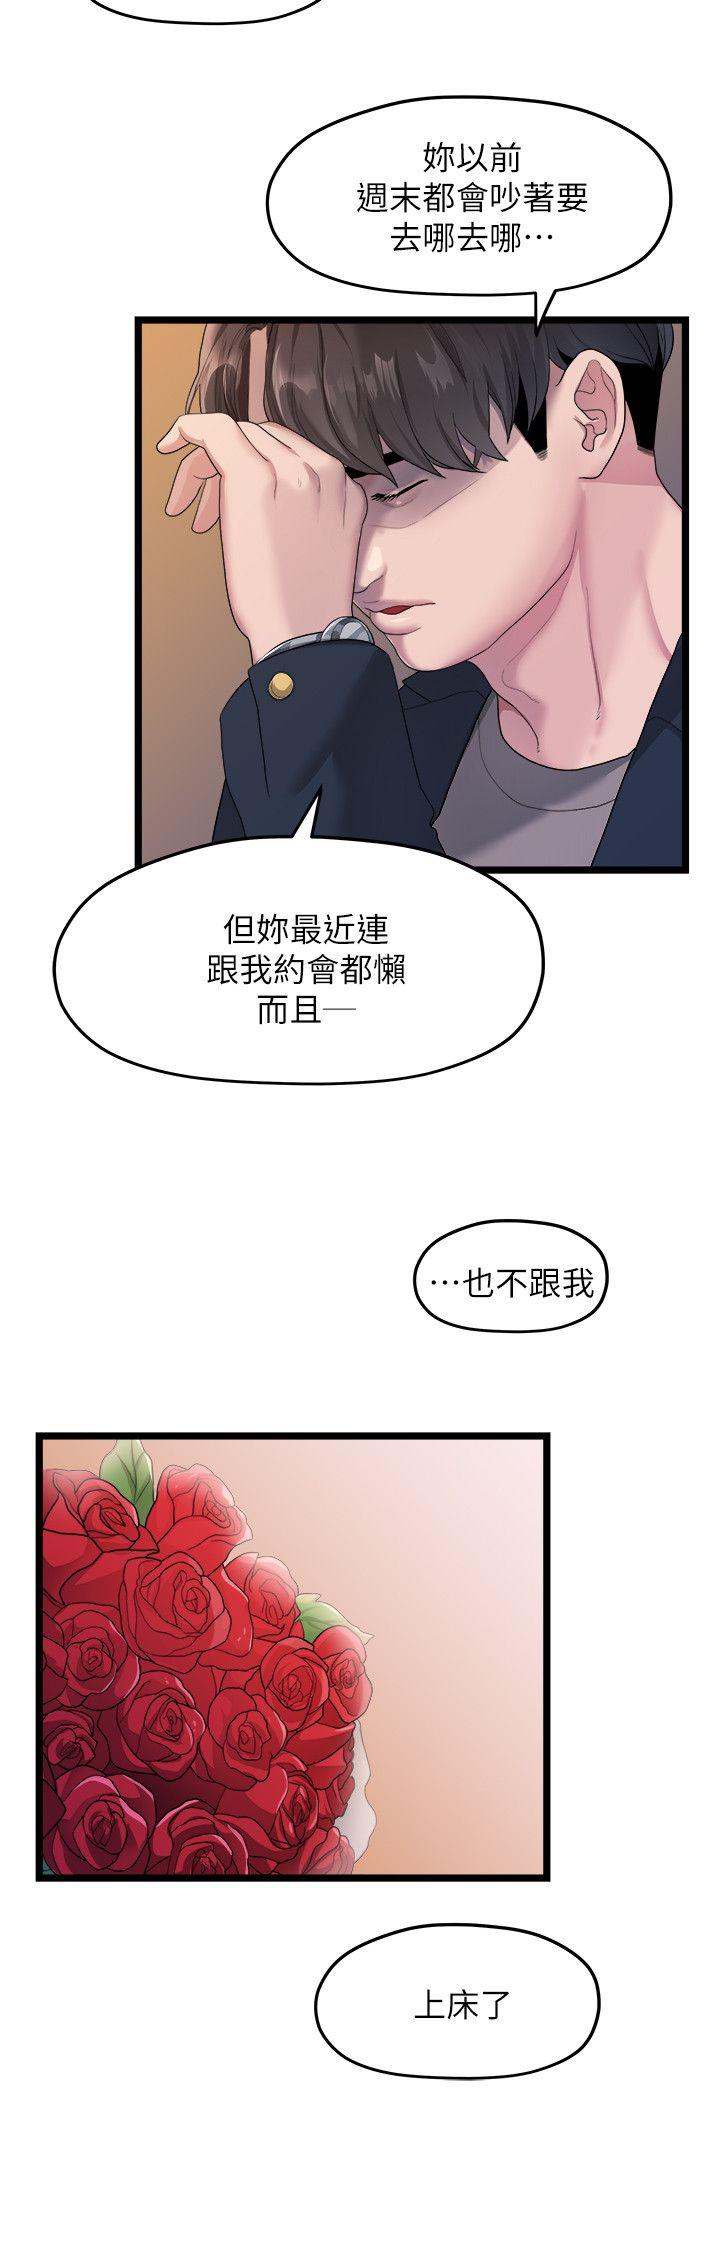 妳以前
週末都會吵著要
去哪去哪⋯
但妳最近連
跟我約會都懶
而且─
⋯也不跟我
上床了